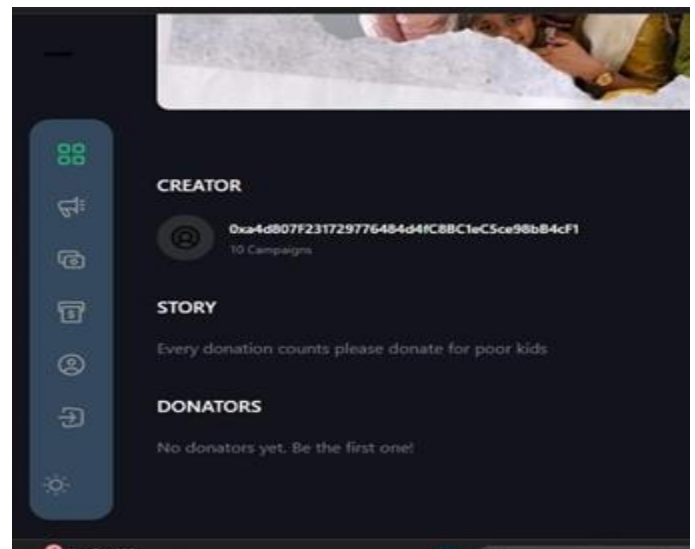 CREATOR
0xa4d807F231729776484d4fC8BC1eC5ce98bB4cF1
10 Campaigns
STORY
Every donation counts please donate for poor kids
DONATORS
No donators yet. Be the first one!